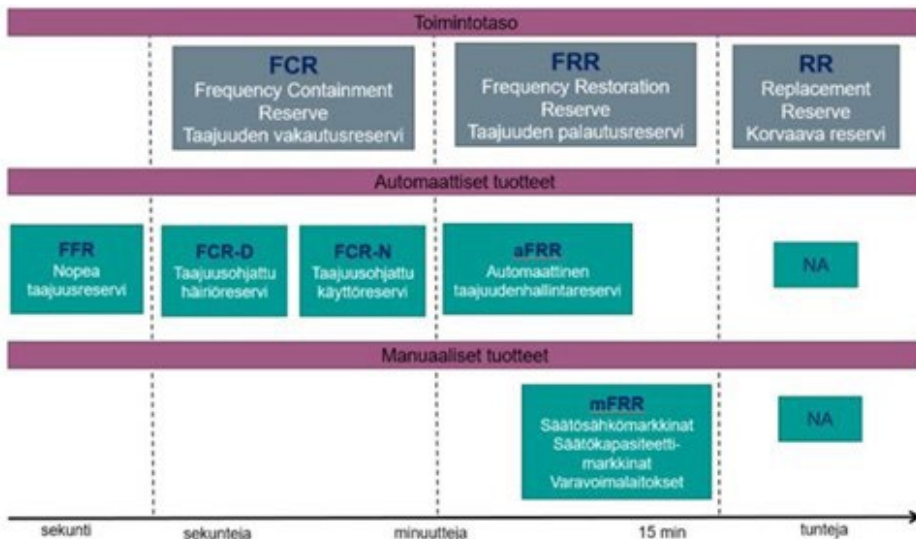 Toimintotaso
FCR
Frequency Containment
Reserve
Taajuuden vakautusreservi
FRR
Frequency Restoration
Reserve
Taajuuden palautusreservi
RR
Replacement
Reserve
Korvaava reservi
Automaattiset tuotteet
FFR
Nopea
taajuusreservi
FCR-D
Taajuusohjattu
häiriöreservi
FCR-N
Taajuusohjattu
käyttöreservi
aFRR
Automaattinen
taajuudenhallintareservi
NA
Manuaaliset tuotteet
mFRR
Säätösähkömarkkinat
Säätökapasiteetti-
markkinat
Varavoimalaitokset
NA
sekunti
sekunteja
minuutteja
15 min
tunteja